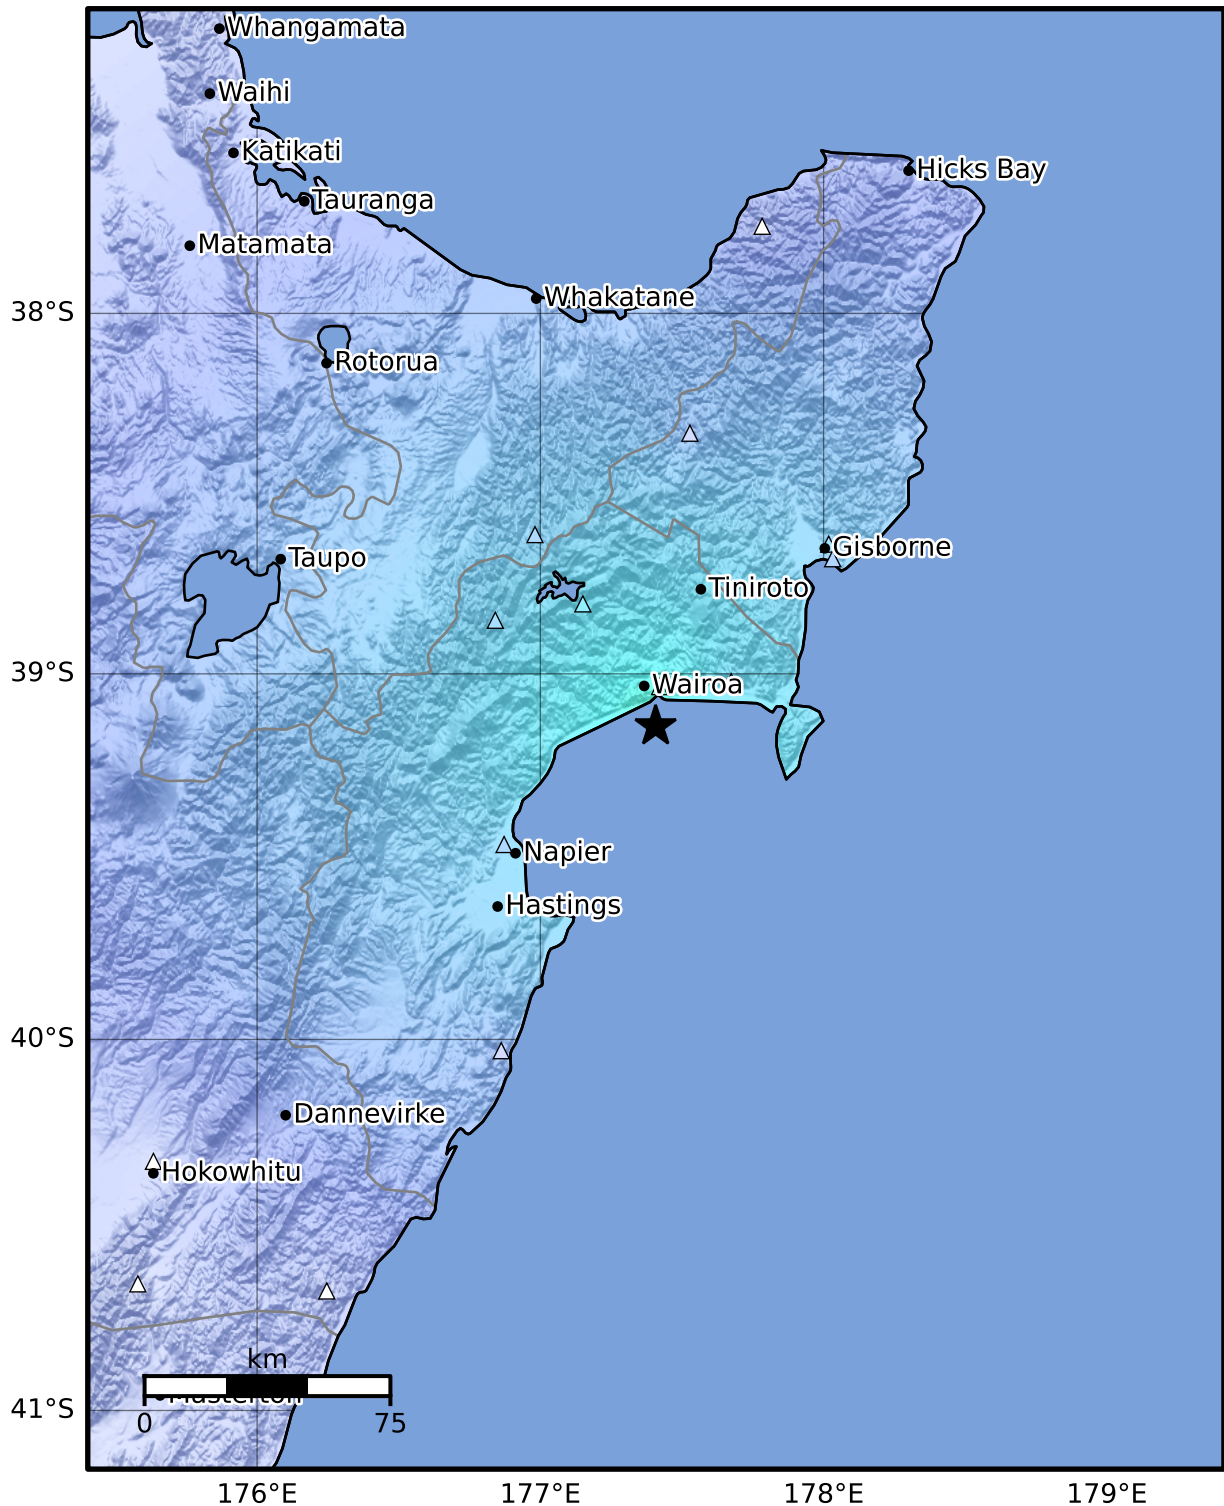 Whangamata
Waihi
Katikati
Tauranga
Hicks Bay
Matamata
Whakatane
38°S
Rotorua
Gisborne
Taupo
Tiniroto
39°S
Wairoa
Napier
Hastings
40°S
Dannevirke
Hokowhitu
km
Masterton
0
75
41°S
176°E
177°E
178°E
179°E